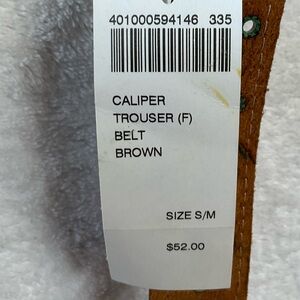 401000594146 335
CALIPER
TROUSER (F)
BELT
BROWN
SIZE S/M
$52.00